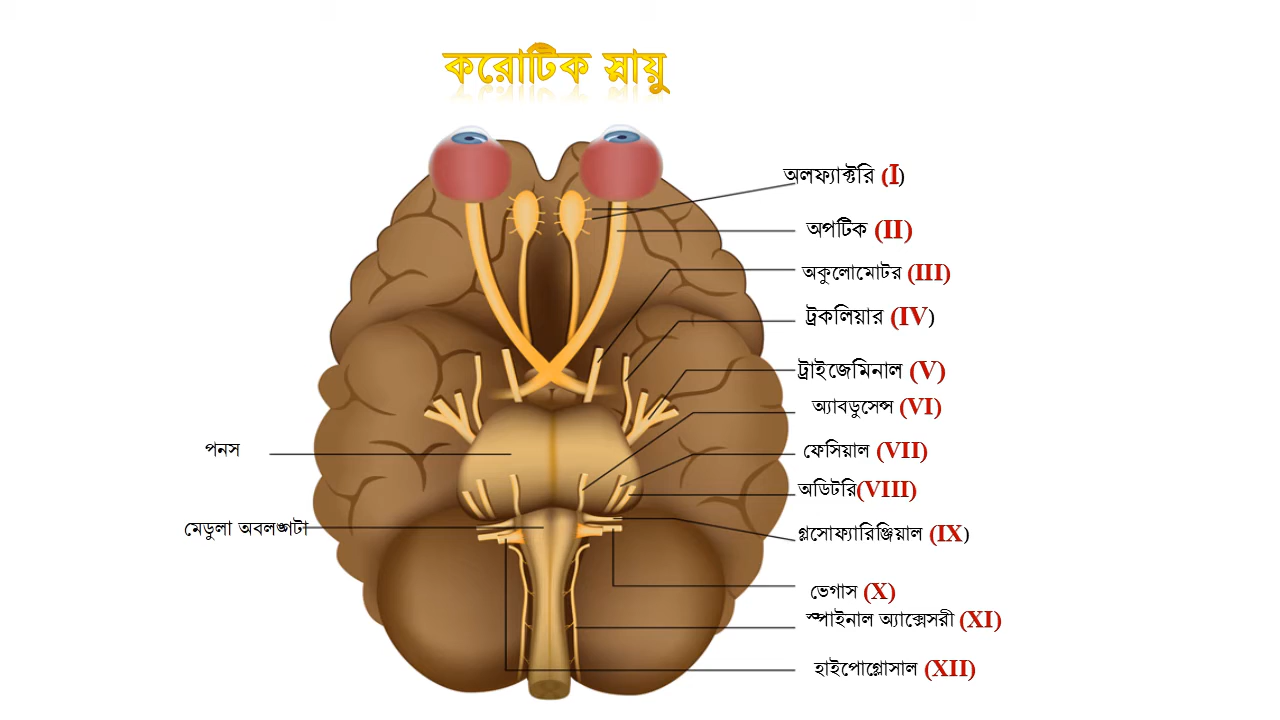 করোটিক স্নায়ু
অলফ্যাক্টরি (I)
অপটিক (II)
অকুলোমোটর (III)
ট্রকলিয়ার (IV)
ট্রাইজেমিনাল (V)
অ্যাবডুসেন্স (VI)
ফেসিয়াল (VII)
পনস
অডিটরি(VIII)
মেডুলা অবলঙ্গাটা
গ্লসোফ্যারিঞ্জিয়াল (IX)
ভেগাস (X)
স্পাইনাল অ্যাক্সেসরী (XI)
হাইপোগ্লোসাল (XII)